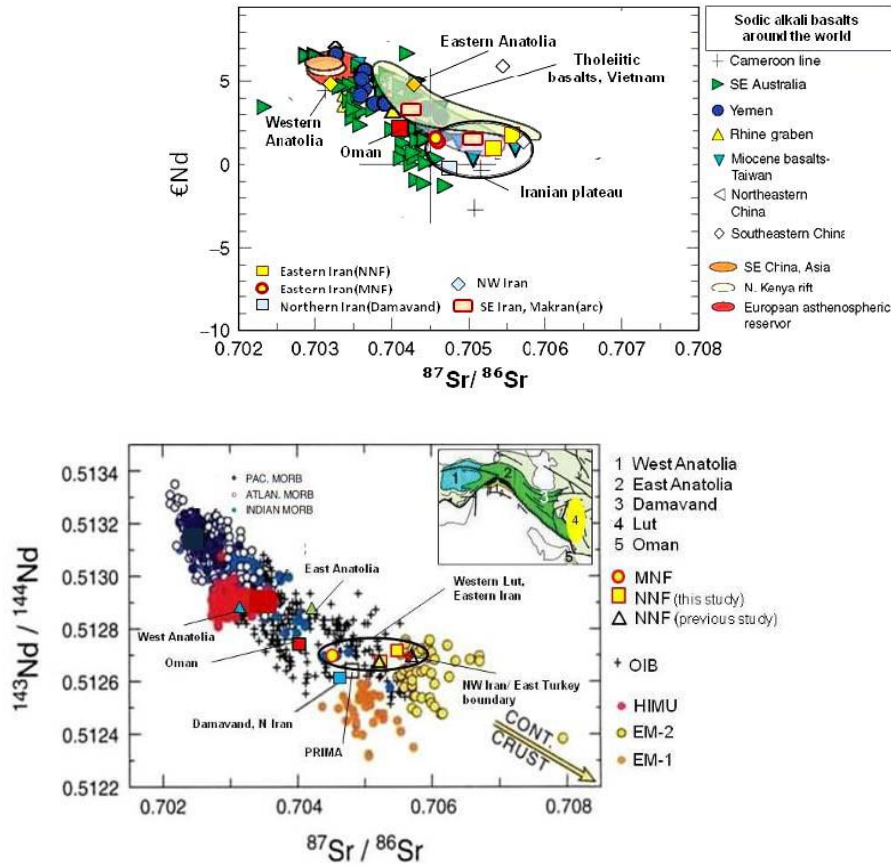 Sodic alkali basalts
around the world
Cameroon line
SE Australia
Yemen
Rhine graben
Miocene basalts-
Taiwan
Northeastern
China
Southeastern China
SE China, Asia
N. Kenya rift
European asthenospheric
reservor
Eastern Anatolia
Tholeiitic
basalts, Vietnam
Western
Anatolia
Oman
Iranian plateau
€Nd
5
0
−5
−10
Eastern Iran(NNF)
Eastern Iran(MNF)
Northern Iran(Damavand)
NW Iran
SE Iran, Makran(arc)
0.702 0.703 0.704 0.705 0.706 0.707 0.708
87Sr/ 86Sr
143Nd / 144Nd
0.5134
0.5132
0.5130
0.5128
0.5126
0.5124
0.5122
PAC. MORB
ATLAN. MORB
INDIAN MORB
1
2
3
4
5
East Anatolia
Western Lut,
Eastern Iran
West Anatolia
Oman
Damavand, N Iran
PRIMA
NW Iran/ East Turkey
boundary
CONT.
CRUST
0.702 0.704 0.706 0.708
87Sr / 86Sr
1 West Anatolia
2 East Anatolia
3 Damavand
4 Lut
5 Oman
MNF
NNF (this study)
NNF (previous study)
OIB
HIMU
EM-2
EM-1